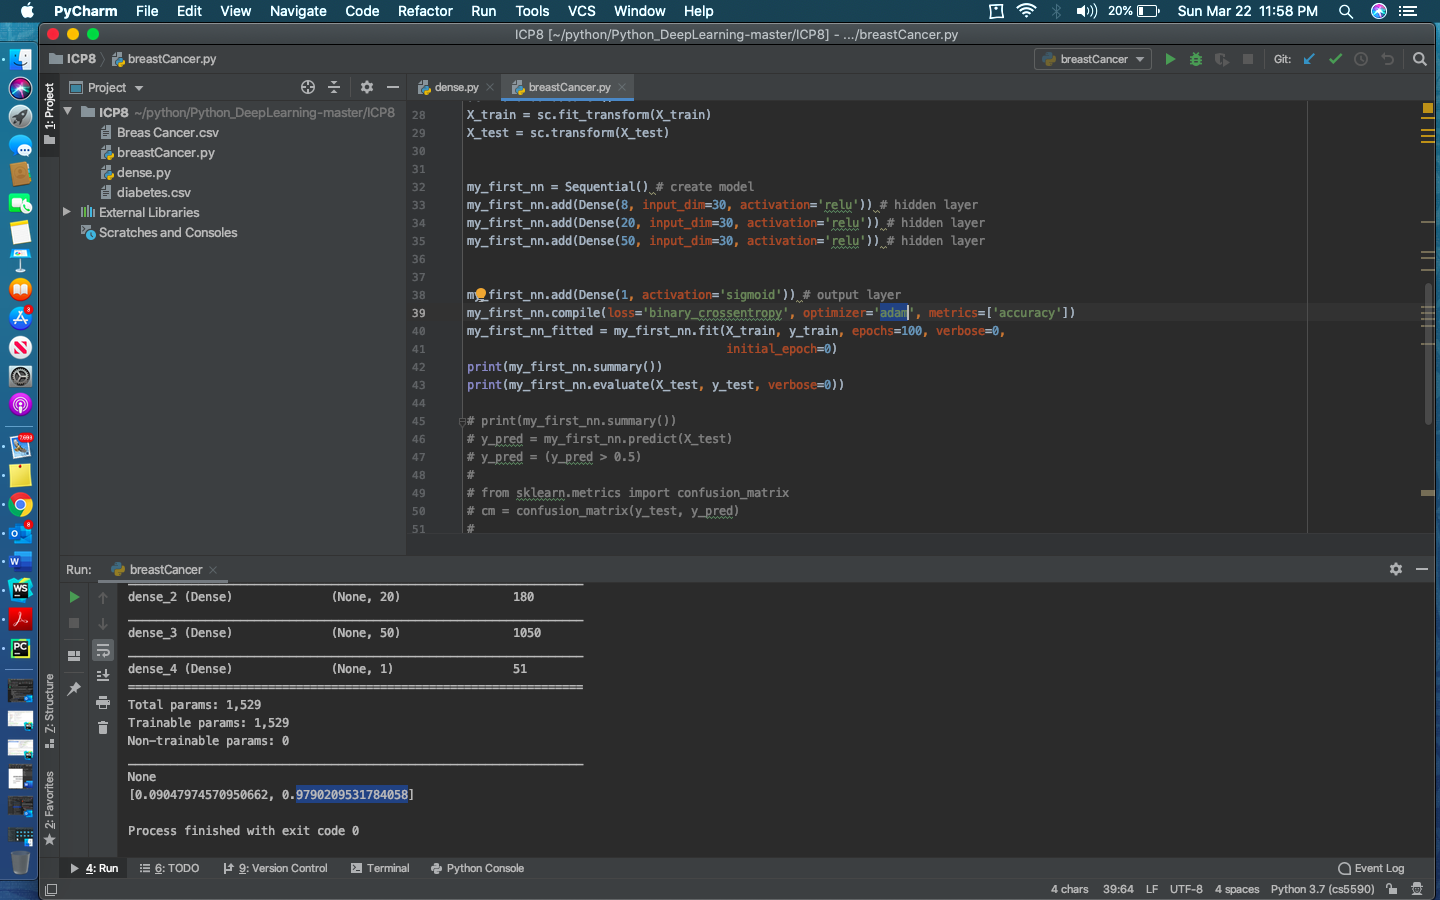 PyCharm File Edit View Navigate Code Refactor Run Tools VCS Window Help 20% Sun Mar 22 11:58 PM
ICP8 [~/python/Python_DeepLearning-master/ICP8] - .../breastCancer.py
ICP8 breastCancer.py breastCancer Git:
Project dense.py breastCancer.py
1: Project
ICP8 ~/python/Python_DeepLearning-master/ICP8
Breas Cancer.csv
breastCancer.py
dense.py
diabetes.csv
External Libraries
Scratches and Consoles
28 X_train = sc.fit_transform(X_train)
29 X_test = sc.transform(X_test)
30
31
32 my_first_nn = Sequential() # create model
33 my_first_nn.add(Dense(8, input_dim=30, activation='relu')) # hidden layer
34 my_first_nn.add(Dense(20, input_dim=30, activation='relu')) # hidden layer
35 my_first_nn.add(Dense(50, input_dim=30, activation='relu')) # hidden layer
36
37
38 my_first_nn.add(Dense(1, activation='sigmoid')) # output layer
39 my_first_nn.compile(loss='binary_crossentropy', optimizer='adam', metrics=['accuracy'])
40 my_first_nn_fitted = my_first_nn.fit(X_train, y_train, epochs=100, verbose=0,
41 initial_epoch=0)
42 print(my_first_nn.summary())
43 print(my_first_nn.evaluate(X_test, y_test, verbose=0))
44
45 # print(my_first_nn.summary())
46 # y_pred = my_first_nn.predict(X_test)
47 # y_pred = (y_pred > 0.5)
48 #
49 # from sklearn.metrics import confusion_matrix
50 # cm = confusion_matrix(y_test, y_pred)
51 #
Run: breastCancer
dense_2 (Dense) (None, 20) 180
dense_3 (Dense) (None, 50) 1050
dense_4 (Dense) (None, 1) 51
Total params: 1,529
Trainable params: 1,529
Non-trainable params: 0
None
[0.09047974570950662, 0.9790209531784058]
Process finished with exit code 0
Z: Structure
2: Favorites
4: Run 6: TODO 9: Version Control Terminal Python Console Event Log
4 chars 39:64 LF UTF-8 4 spaces Python 3.7 (cs5590)